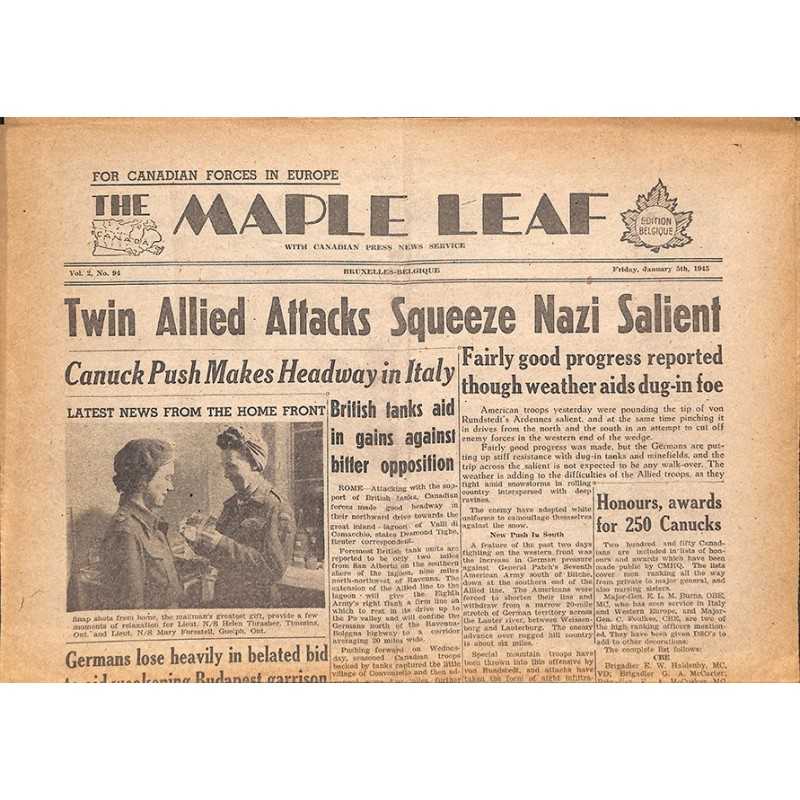 FOR CANADIAN FORCES IN EUROPE
THE MAPLE LEAF
CANADA
EDITION
BELGIQUE
WITH CANADIAN PRESS NEWS SERVICE
Vol. 2, No. 94
BRUXELLES-BELGIQUE
Friday, January 5th, 1945
Twin Allied Attacks Squeeze Nazi Salient
Canuck Push Makes Headway in Italy
LATEST NEWS FROM THE HOME FRONT
Snap shots from home, the mailman's greatest gift, provide a few
moments of relaxation for Lieut. N/S Helen Thrasher, Timmins,
Ont. and Lieut. N/S Mary Forestell, Guelph, Ont.
Germans lose heavily in belated bid
Budapest garrison
British tanks aid
in gains against
bitter opposition
ROME—Attacking with the sup-
port of British tanks, Canadian
forces made good headway in
their northward drive towards the
great inland lagoon of Valli di
Comacchio, states Desmond Tighe,
Reuter correspondent.
Foremost British tank units are
reported to be only two miles
from San Alberto on the southern
shore of the lagoon, nine miles
north-northwest of Ravenna. The
extension of the Allied line to the
lagoon will give the Eighth
Army's right flank a firm line on
which to rest in its drive up to
the Po valley and will confine the
Germans north of the Ravenna-
Bologna highway to a corridor
averaging 20 miles wide.
Pushing forward on Wednes-
day, seasoned Canadian troops
backed by tanks captured the little
village of Conventello and then ad-
Fairly good progress reported
though weather aids dug-in foe
American troops yesterday were pounding the tip of von
Rundstedt's Ardennes salient, and at the same time pinching it
in drives from the north and the south in an attempt to cut off
enemy forces in the western end of the wedge.
Fairly good progress was made, but the Germans are put-
ting up stiff resistance with dug-in tanks and minefields, and the
trip across the salient is not expected to be any walk-over. The
weather is adding to the difficulties of the Allied troops, as they
fight amid snowstorms in rolling
country interspersed with deep
ravines.
The enemy have adopted white
uniforms to camouflage themselves
against the snow.
New Push In South
A feature of the past two days
fighting on the western front was
the increase in German pressure
against General Patch's Seventh
American Army south of Bitche,
down at the southern end of the
Allied line. The Americans were
forced to shorten their line and
withdraw from a narrow 20-mile
stretch of German territory across
the Lauter river, between Weissen-
borg and Lauterburg. The enemy
advance over rugged hill country
is about six miles.
Special mountain troops have
been thrown into this offensive by
von Rundstedt, and attacks have
taken the form of night infiltra-
Honours, awards
for 250 Canucks
Two hundred and fifty Canad-
ians are included in lists of hon-
ours and awards which have been
made public by CMHQ. The lists
cover men ranking all the way
from private to major general, and
also nursing sisters.
Major-Gen. E. L. M. Burns, OBE,
MC, who has seen service in Italy
and Western Europe, and Major-
Gen. C. Foulkes, CBE, are two of
the high ranking officers mention-
ed. They have been given DSO's to
add to other decorations.
The complete list follows:
CBE
Brigadier E. W. Haldenby, MC,
VD; Brigadier G. A. McCarter;